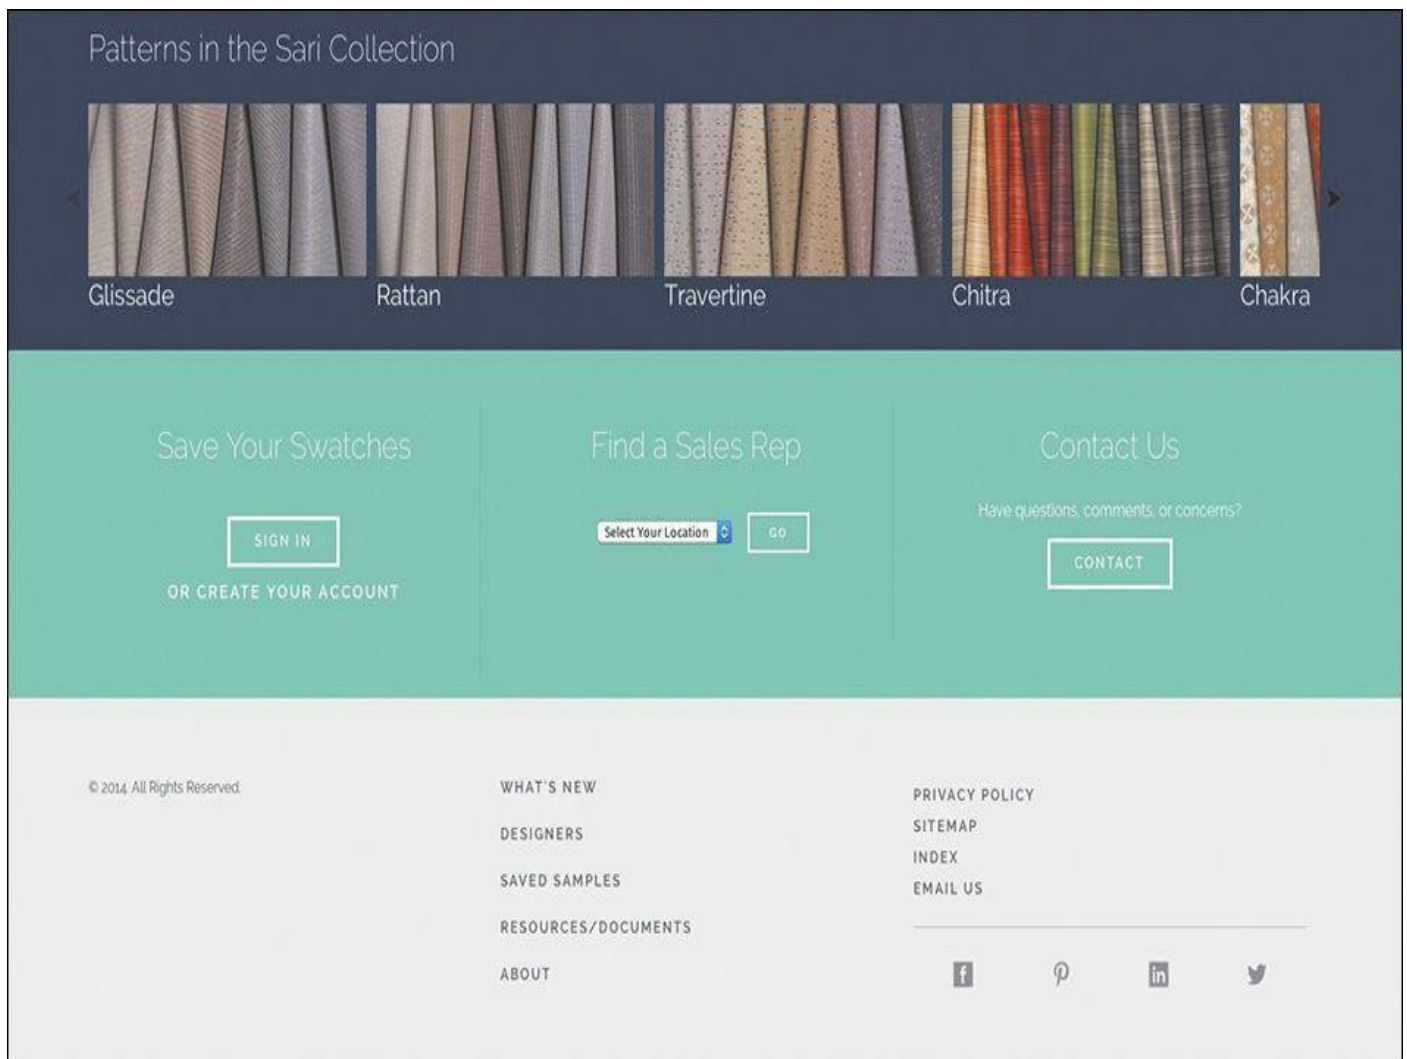 Patterns in the Sari Collection
Glissade
Rattan
Travertine
Chitra
Chakra
Save Your Swatches
SIGN IN
OR CREATE YOUR ACCOUNT
Find a Sales Rep
Select Your Location
GO
Contact Us
Have questions, comments, or concerns?
CONTACT
© 2014. All Rights Reserved.
WHAT'S NEW
DESIGNERS
SAVED SAMPLES
RESOURCES/DOCUMENTS
ABOUT
PRIVACY POLICY
SITEMAP
INDEX
EMAIL US